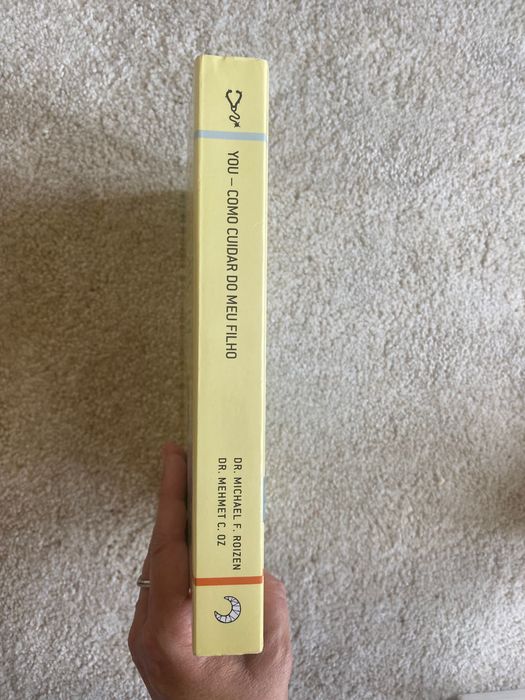 YOU – COMO CUIDAR DO MEU FILHO
DR. MICHAEL F. ROIZEN
DR. MEHMET C. OZ